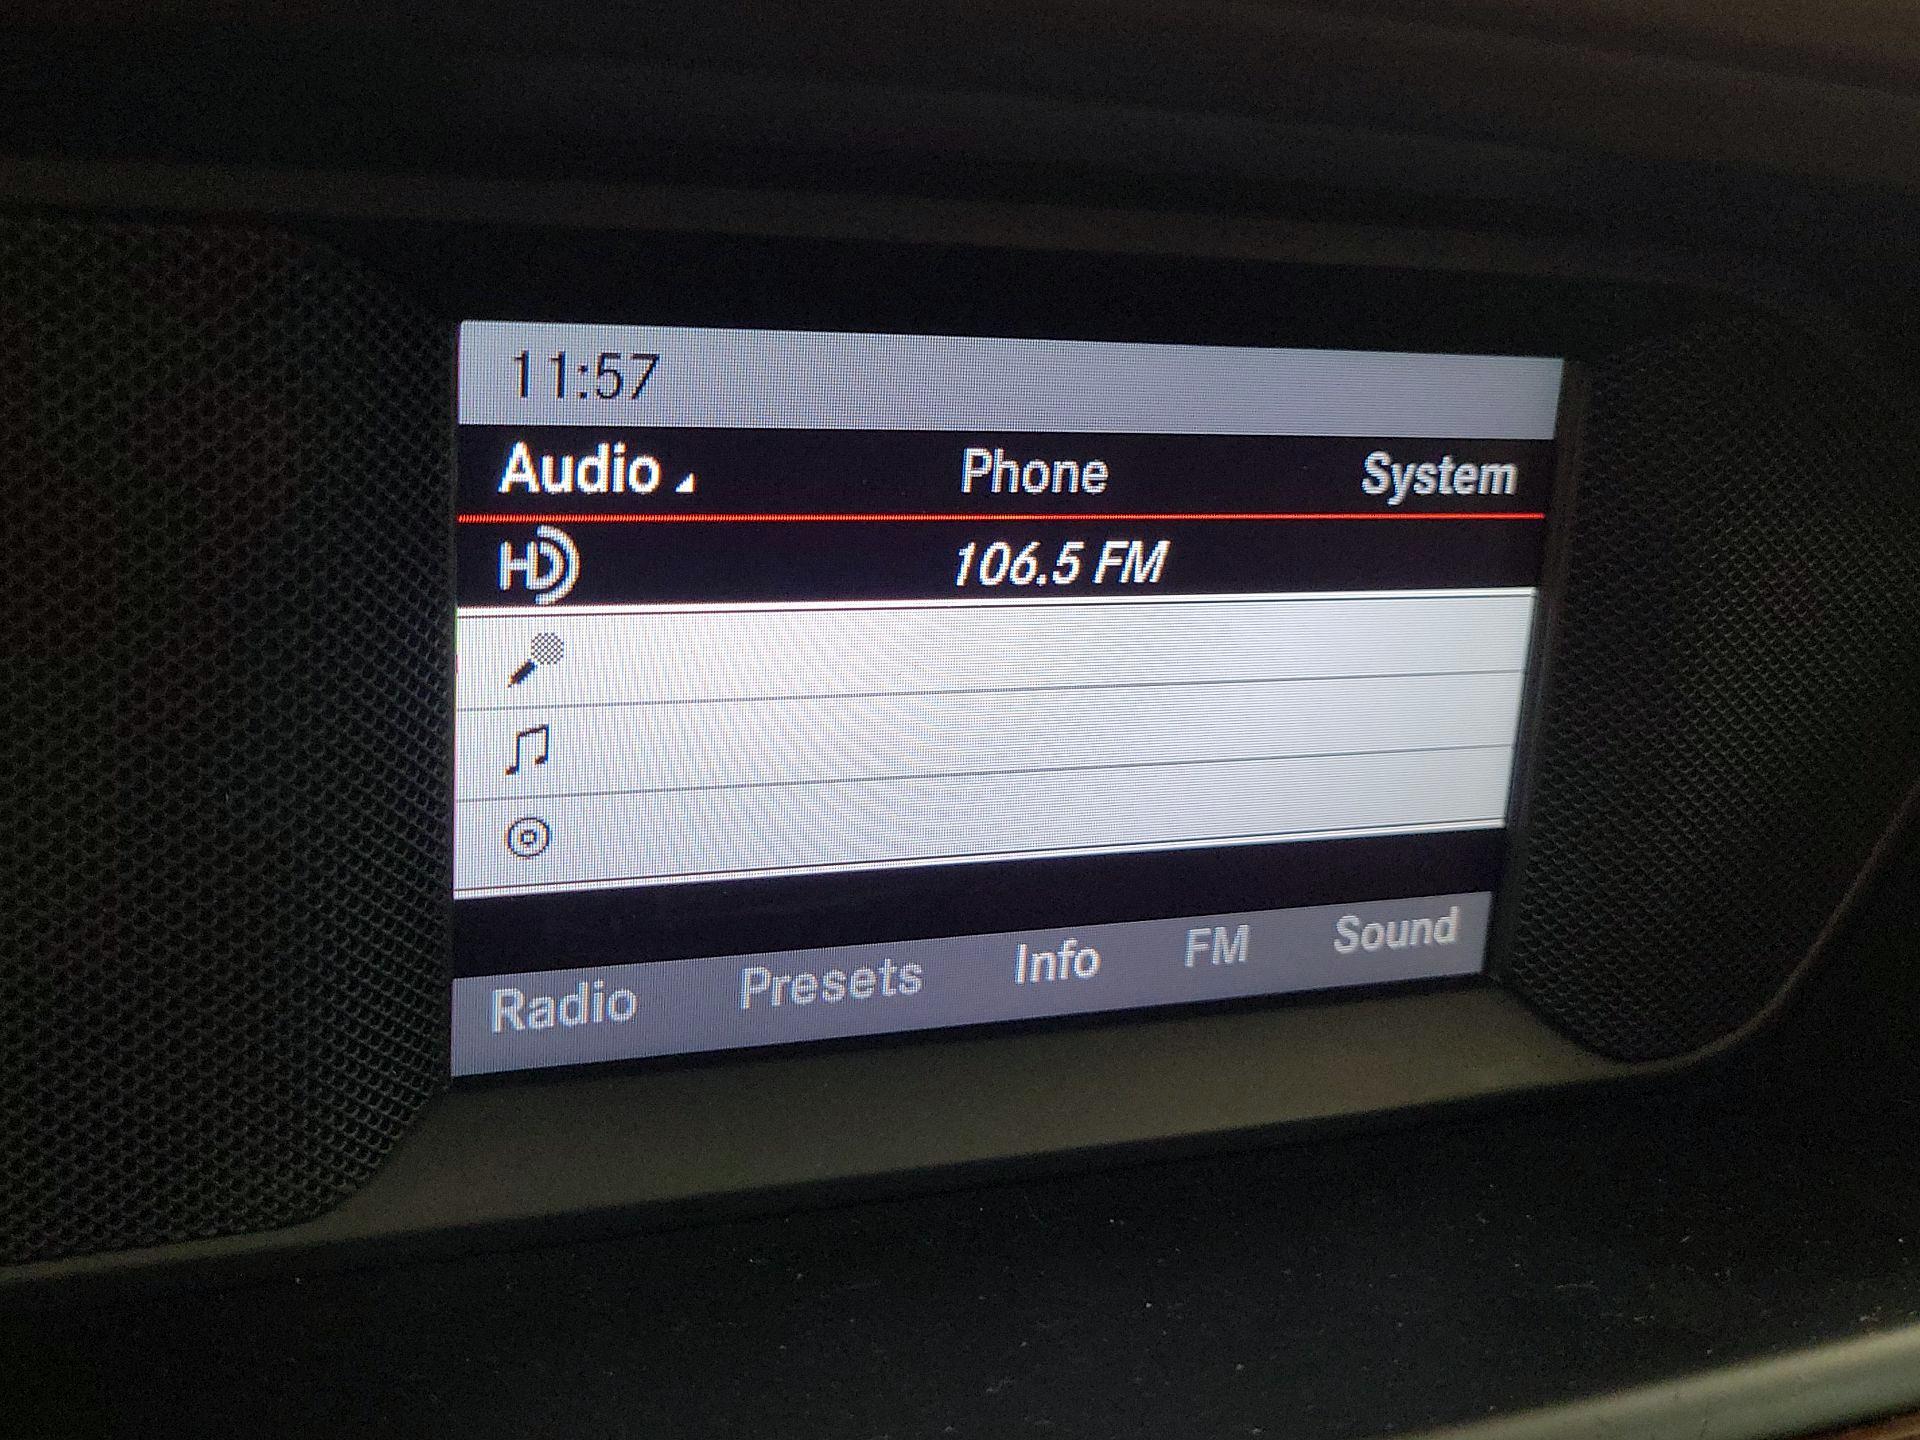 11:57
Audio Phone System
HD 106.5 FM
Radio Presets Info FM Sound